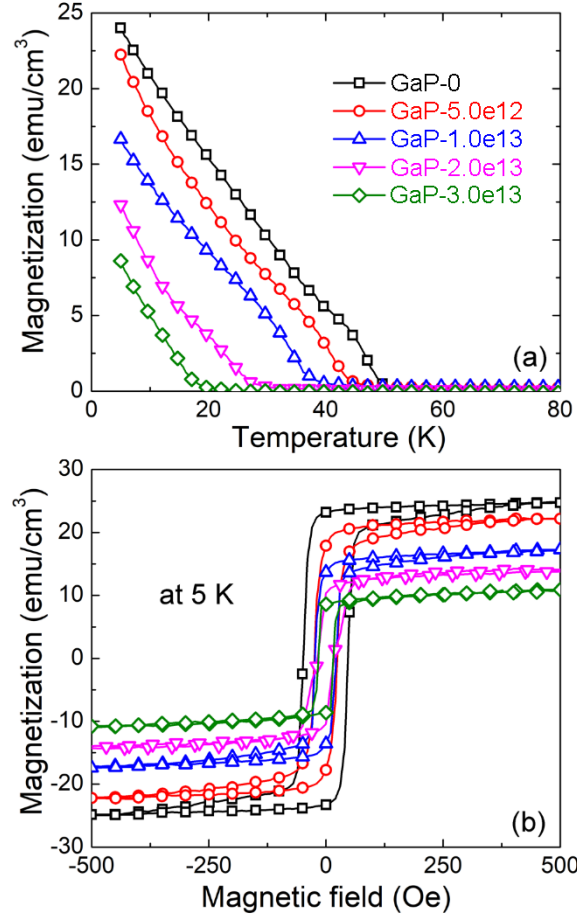 25
20
15
10
5
0
Magnetization (emu/cm³)
GaP-0
GaP-5.0e12
GaP-1.0e13
GaP-2.0e13
GaP-3.0e13
(a)
0 20 40 60 80
Temperature (K)
30
20
10
0
-10
-20
-30
Magnetization (emu/cm³)
at 5 K
(b)
-500 -250 0 250 500
Magnetic field (Oe)